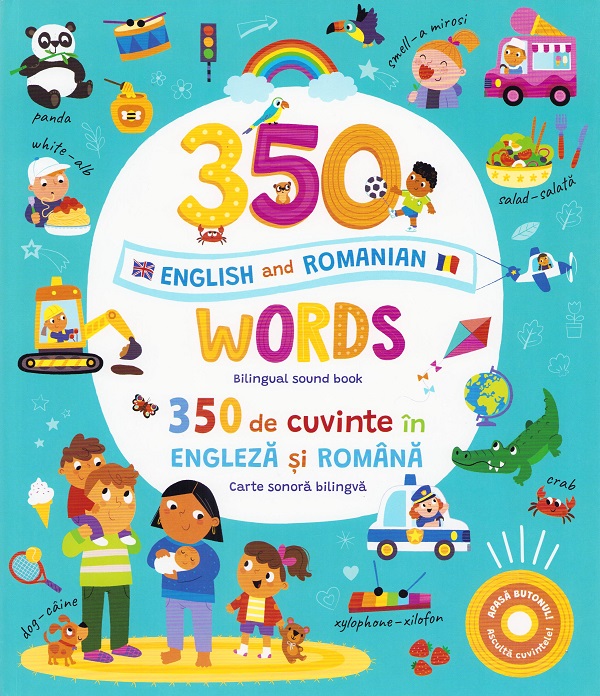 smell-a mirosi
panda
white-alb
350
salad-salată
ENGLISH and ROMANIAN
WORDS
Bilingual sound book
350 de cuvinte în
ENGLEZĂ și ROMÂNĂ
Carte sonoră bilingvă
crab
dog-câine
xylophone-xilofon
APASĂ BUTONUL!
Ascultă cuvintele!